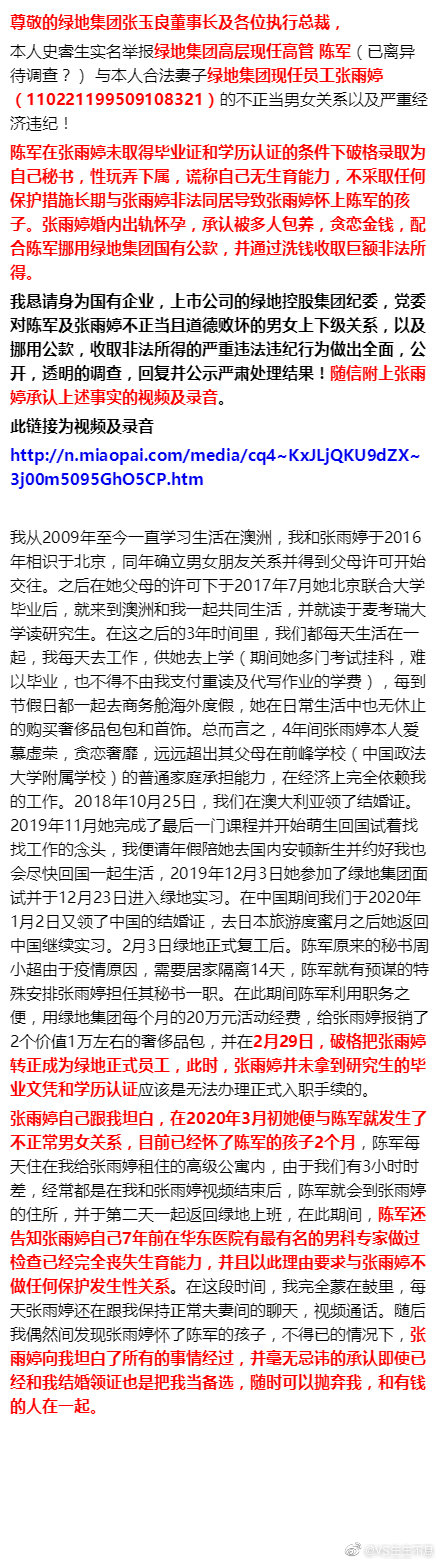 尊敬的绿地集团张玉良董事长及各位执行总裁，
本人史睿生实名举报绿地集团高层现任高管 陈军（已离异
待调查？） 与本人合法妻子绿地集团现任员工张雨婷
（110221199509108321）的不正当男女关系以及严重经
济违纪！
陈军在张雨婷未取得毕业证和学历认证的条件下破格录取为
自己秘书，性玩弄下属，谎称自己无生育能力，不采取任何
保护措施长期与张雨婷非法同居导致张雨婷怀上陈军的孩
子。张雨婷婚内出轨怀孕，承认被多人包养，贪恋金钱，配
合陈军挪用绿地集团国有公款，并通过洗钱收取巨额非法所
得。
我恳请身为国有企业，上市公司的绿地控股集团纪委，党委
对陈军及张雨婷不正当且道德败坏的男女上下级关系，以及
挪用公款，收取非法所得的严重违法违纪行为做出全面，公
开，透明的调查，回复并公示严肃处理结果！随信附上张雨
婷承认上述事实的视频及录音。
此链接为视频及录音
http://n.miaopai.com/media/cq4~KxJLjQKU9dZX~
3j00m5095GhO5CP.htm
我从2009年至今一直学习生活在澳洲，我和张雨婷于2016
年相识于北京，同年确立男女朋友关系并得到父母许可开始
交往。之后在她父母的许可下于2017年7月她北京联合大学
毕业后，就来到澳洲和我一起共同生活，并就读于麦考瑞大
学读研究生。在这之后的3年时间里，我们都每天生活在一
起，我每天去工作，供她去上学（期间她多门考试挂科，难
以毕业，也不得不由我支付重读及代写作业的学费），每到
节假日都一起去商务舱海外度假，她在日常生活中也无休止
的购买奢侈品包包和首饰。总而言之，4年间张雨婷本人爱
慕虚荣，贪恋奢靡，远远超出其父母在前峰学校（中国政法
大学附属学校）的普通家庭承担能力，在经济上完全依赖我
的工作。2018年10月25日，我们在澳大利亚领了结婚证。
2019年11月她完成了最后一门课程并开始萌生回国试着找
找工作的念头，我便请年假陪她去国内安顿新生并约好我也
会尽快回国一起生活，2019年12月3日她参加了绿地集团面
试并于12月23日进入绿地实习。在中国期间我们于2020年
1月2日又领了中国的结婚证，去日本旅游度蜜月之后她返回
中国继续实习。2月3日绿地正式复工后。陈军原来的秘书周
小超由于疫情原因，需要居家隔离14天，陈军就有预谋的特
殊安排张雨婷担任其秘书一职。在此期间陈军利用职务之
便，用绿地集团每个月的20万元活动经费，给张雨婷报销了
2个价值1万左右的奢侈品包，并在2月29日，破格把张雨婷
转正成为绿地正式员工，此时，张雨婷并未拿到研究生的毕
业文凭和学历认证应该是无法办理正式入职手续的。
张雨婷自己跟我坦白，在2020年3月初她便与陈军就发生了
不正常男女关系，目前已经怀了陈军的孩子2个月，陈军每
天住在我给张雨婷租住的高级公寓内，由于我们有3小时时
差，经常都是在我和张雨婷视频结束后，陈军就会到张雨婷
的住所，并于第二天一起返回绿地上班，在此期间，陈军还
告知张雨婷自己7年前在华东医院有最有名的男科专家做过
检查已经完全丧失生育能力，并且以此理由要求与张雨婷不
做任何保护发生性关系。在这段时间，我完全蒙在鼓里，每
天张雨婷还在跟我保持正常夫妻间的聊天，视频通话。随后
我偶然间发现张雨婷怀了陈军的孩子，不得已的情况下，张
雨婷向我坦白了所有的事情经过，并毫无忌讳的承认即使已
经和我结婚领证也是把我当备选，随时可以抛弃我，和有钱
的人在一起。